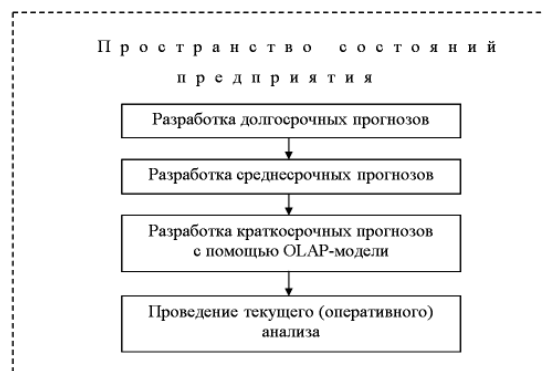 Пространство состояний
предприятия
Разработка долгосрочных прогнозов
Разработка среднесрочных прогнозов
Разработка краткосрочных прогнозов
с помощью OLAP-модели
Проведение текущего (оперативного)
анализа